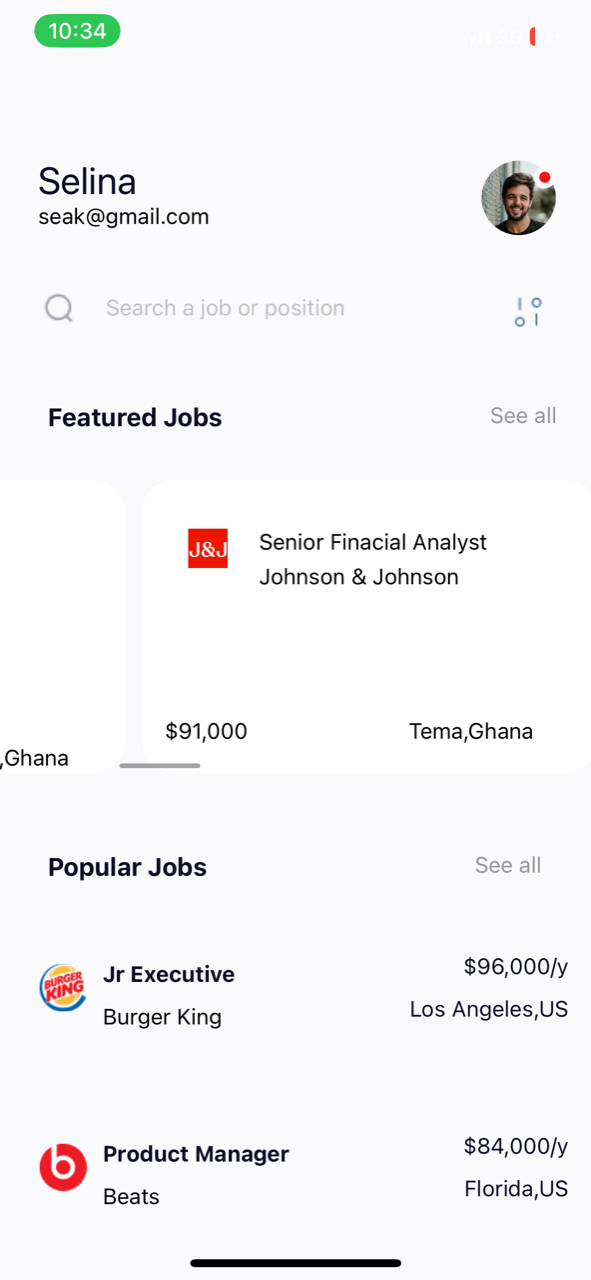 10:34
Selina
seak@gmail.com
Search a job or position
Featured Jobs
See all
J&J
Senior Finacial Analyst
Johnson & Johnson
$91,000
Tema,Ghana
,Ghana
Popular Jobs
See all
BURGER
KING
Jr Executive
$96,000/y
Burger King
Los Angeles,US
b
Product Manager
$84,000/y
Beats
Florida,US